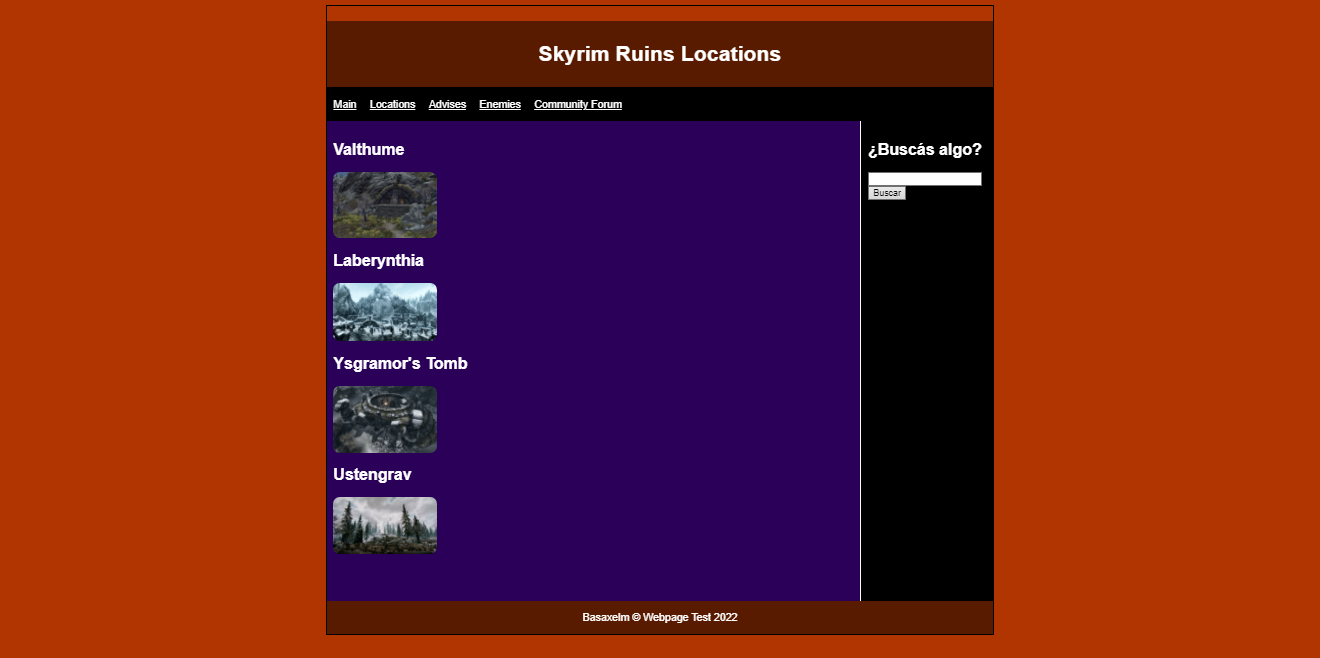 Skyrim Ruins Locations
Main Locations Advises Enemies Community Forum
Valthume
Laberynthia
Ysgramor's Tomb
Ustengrav
¿Buscás algo?
Buscar
Basaxelm © Webpage Test 2022